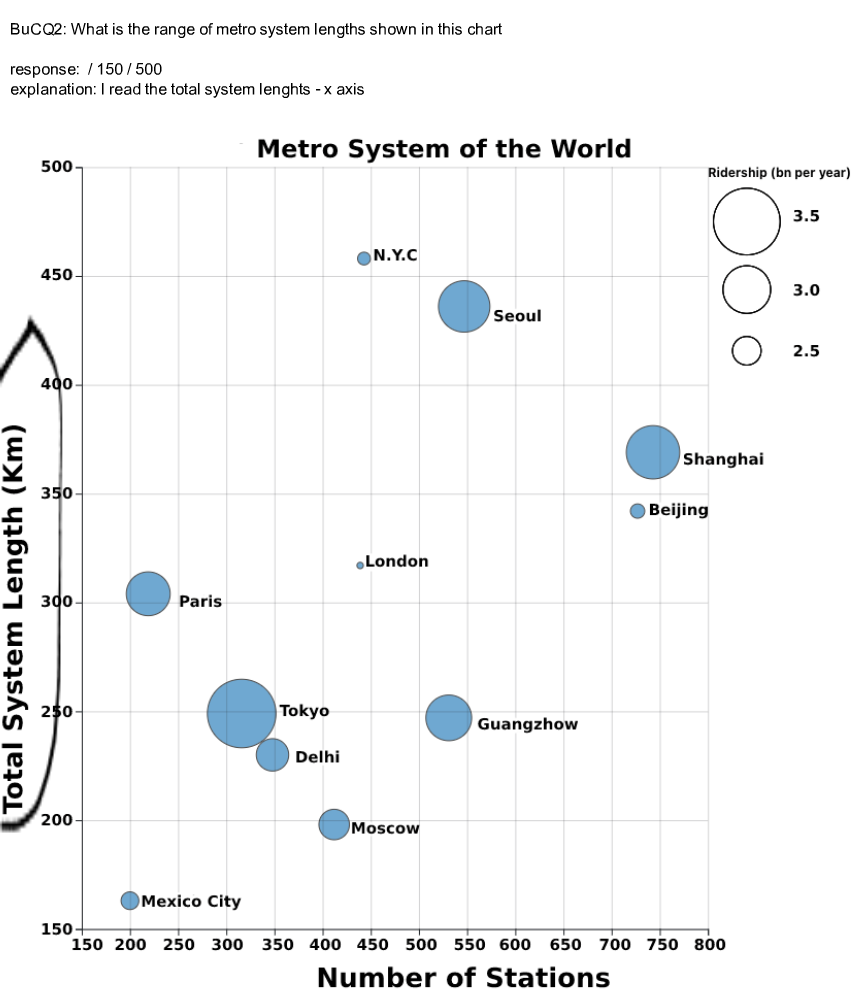 BuCQ2: What is the range of metro system lengths shown in this chart
response:  / 150 / 500
explanation: I read the total system lenghts - x axis
Metro System of the World
Ridership (bn per year)
3.5
3.0
2.5
Total System Length (Km)
500
450
400
350
300
250
200
150
N.Y.C
Seoul
Shanghai
Beijing
London
Paris
Tokyo
Guangzhow
Delhi
Moscow
Mexico City
150 200 250 300 350 400 450 500 550 600 650 700 750 800
Number of Stations